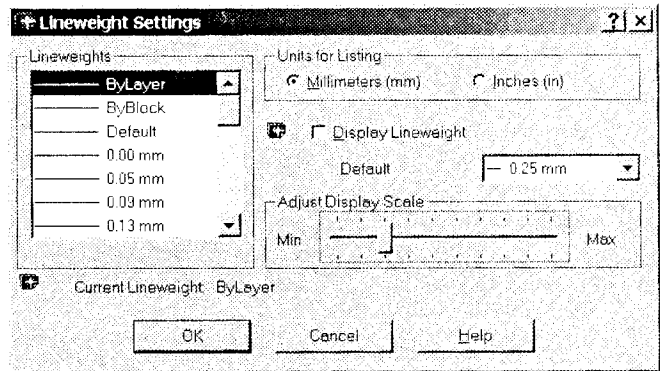 Lineweight Settings
Lineweights
ByLayer
ByBlock
Default
0.00 mm
0.05 mm
0.09 mm
0.13 mm
Units for Listing
Millimeters (mm)
Inches (in)
Display Lineweight
Default
0.25 mm
Adjust Display Scale
Min
Max
Current Lineweight: ByLayer
OK
Cancel
Help